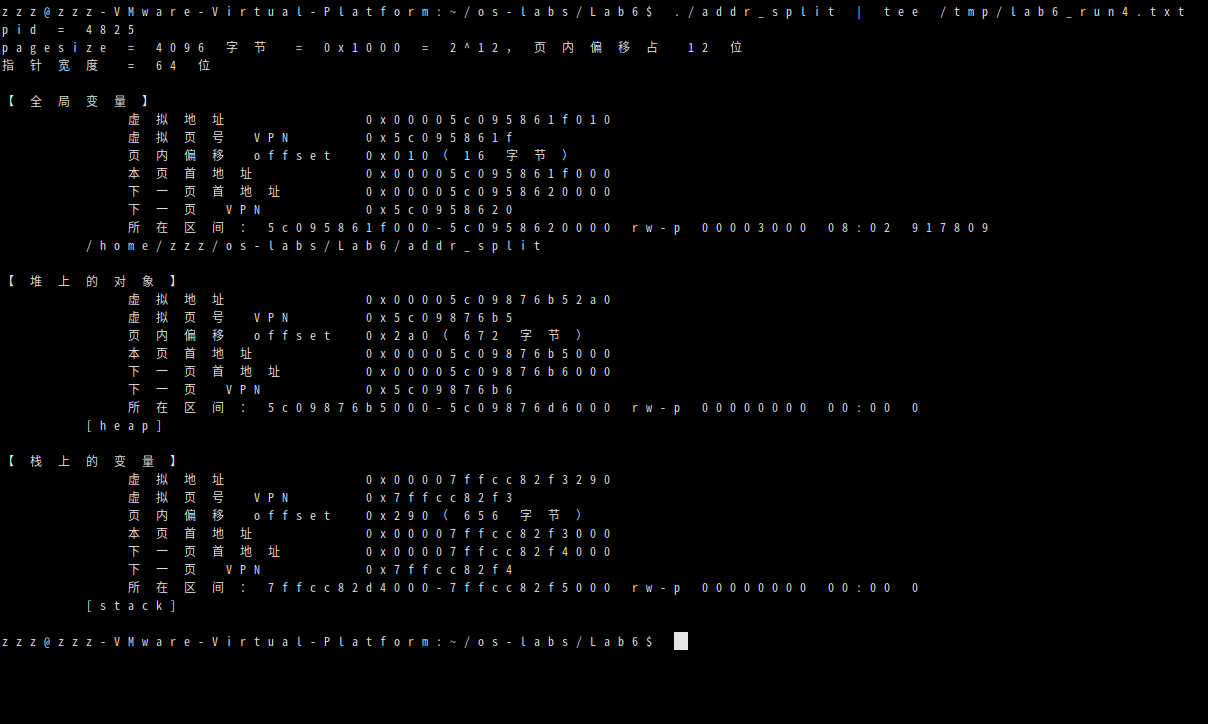 zzz@zzz-VMware-Virtual-Platform:~/os-labs/Lab6$ ./addr_split | tee /tmp/lab6_run4.txt
pid = 4825
pagesize = 4096 字节 = 0x1000 = 2^12，页内偏移占 12 位
指针宽度 = 64 位
【全局变量】
虚拟地址 0x00005c095861f010
虚拟页号 VPN 0x5c095861f
页内偏移 offset 0x010（16 字节）
本页首地址 0x00005c095861f000
下一页首地址 0x00005c0958620000
下一页 VPN 0x5c0958620
所在区间：5c095861f000-5c0958620000 rw-p 00003000 08:02 917809
/home/zzz/os-labs/Lab6/addr_split
【堆上的对象】
虚拟地址 0x00005c09876b52a0
虚拟页号 VPN 0x5c09876b5
页内偏移 offset 0x2a0（672 字节）
本页首地址 0x00005c09876b5000
下一页首地址 0x00005c09876b6000
下一页 VPN 0x5c09876b6
所在区间：5c09876b5000-5c09876d6000 rw-p 00000000 00:00 0
[heap]
【栈上的变量】
虚拟地址 0x00007ffcc82f3290
虚拟页号 VPN 0x7ffcc82f3
页内偏移 offset 0x290（656 字节）
本页首地址 0x00007ffcc82f3000
下一页首地址 0x00007ffcc82f4000
下一页 VPN 0x7ffcc82f4
所在区间：7ffcc82d4000-7ffcc82f5000 rw-p 00000000 00:00 0
[stack]
zzz@zzz-VMware-Virtual-Platform:~/os-labs/Lab6$